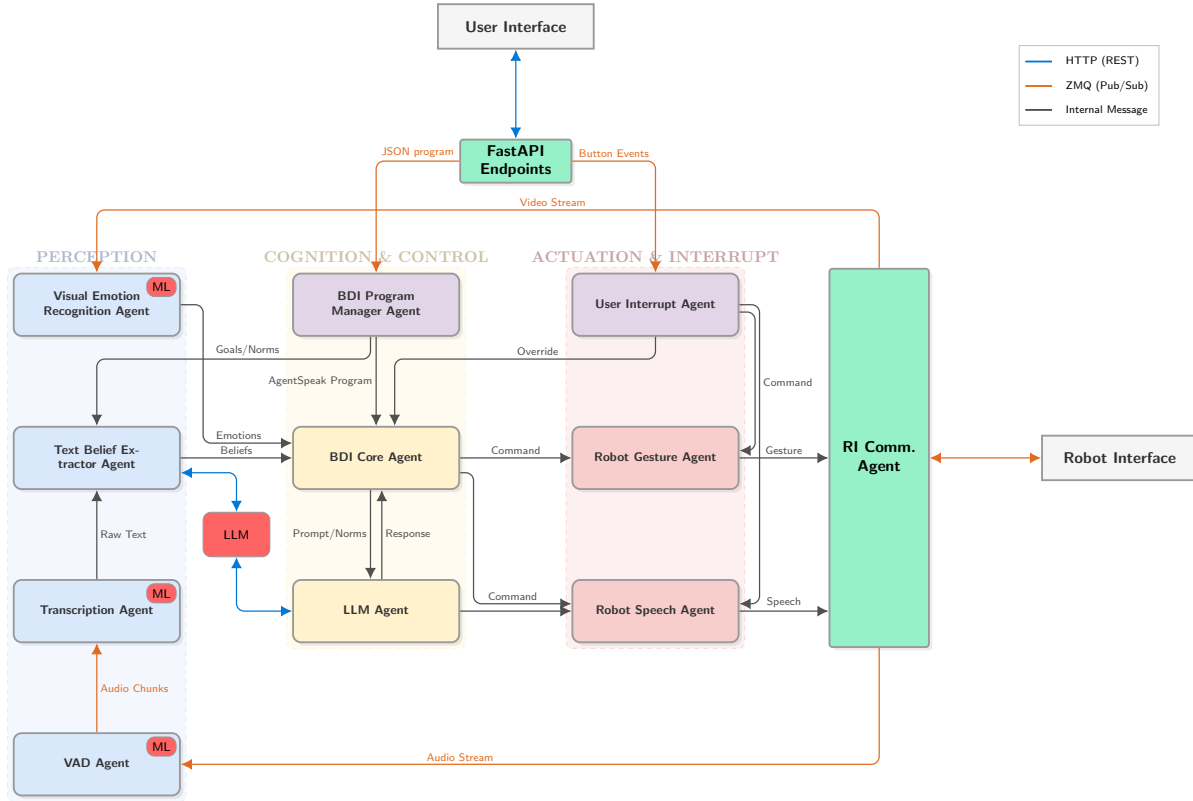 User Interface
HTTP (REST)
ZMQ (Pub/Sub)
Internal Message
FastAPI
Endpoints
JSON program
Button Events
Video Stream
PERCEPTION
COGNITION & CONTROL
ACTUATION & INTERRUPT
Visual Emotion
Recognition Agent
ML
BDI Program
Manager Agent
User Interrupt Agent
Goals/Norms
Override
AgentSpeak Program
Command
Emotions
Beliefs
Text Belief Ex-
tractor Agent
BDI Core Agent
Command
Robot Gesture Agent
Gesture
RI Comm.
Agent
Robot Interface
LLM
Raw Text
Prompt/Norms
Response
Transcription Agent
ML
LLM Agent
Command
Robot Speech Agent
Speech
Audio Chunks
VAD Agent
ML
Audio Stream